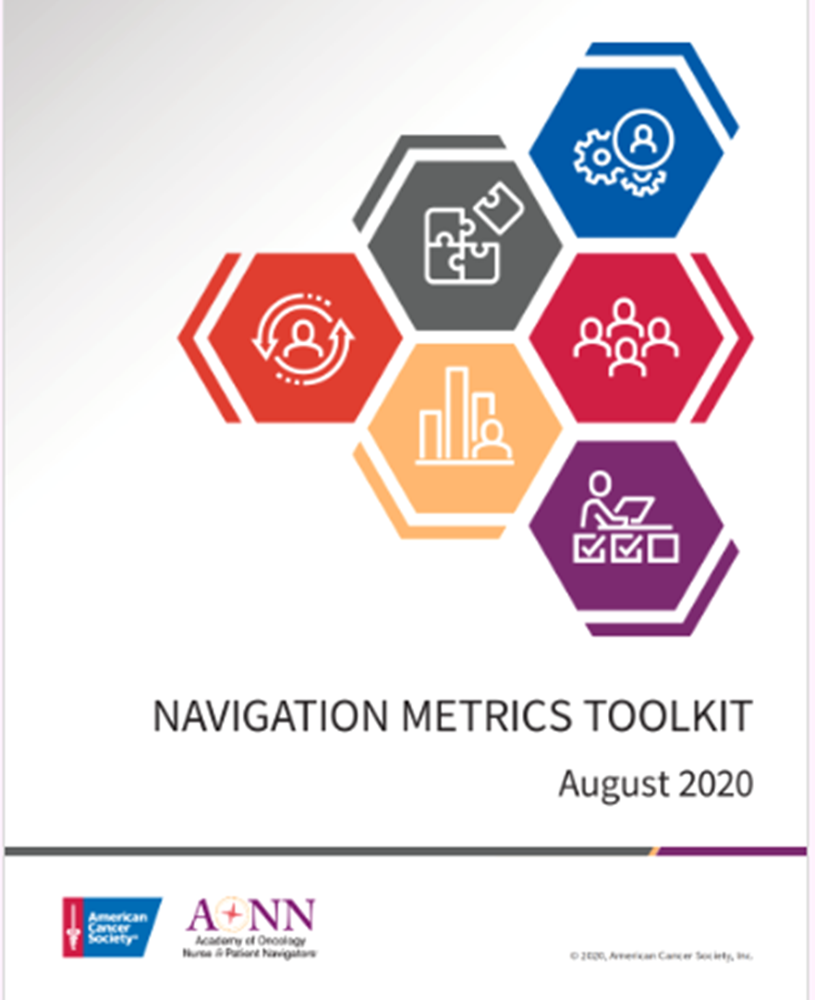 NAVIGATION METRICS TOOLKIT
August 2020
American
Cancer
Society®
AONN
Academy of Oncology
Nurse & Patient Navigators®
© 2020, American Cancer Society, Inc.